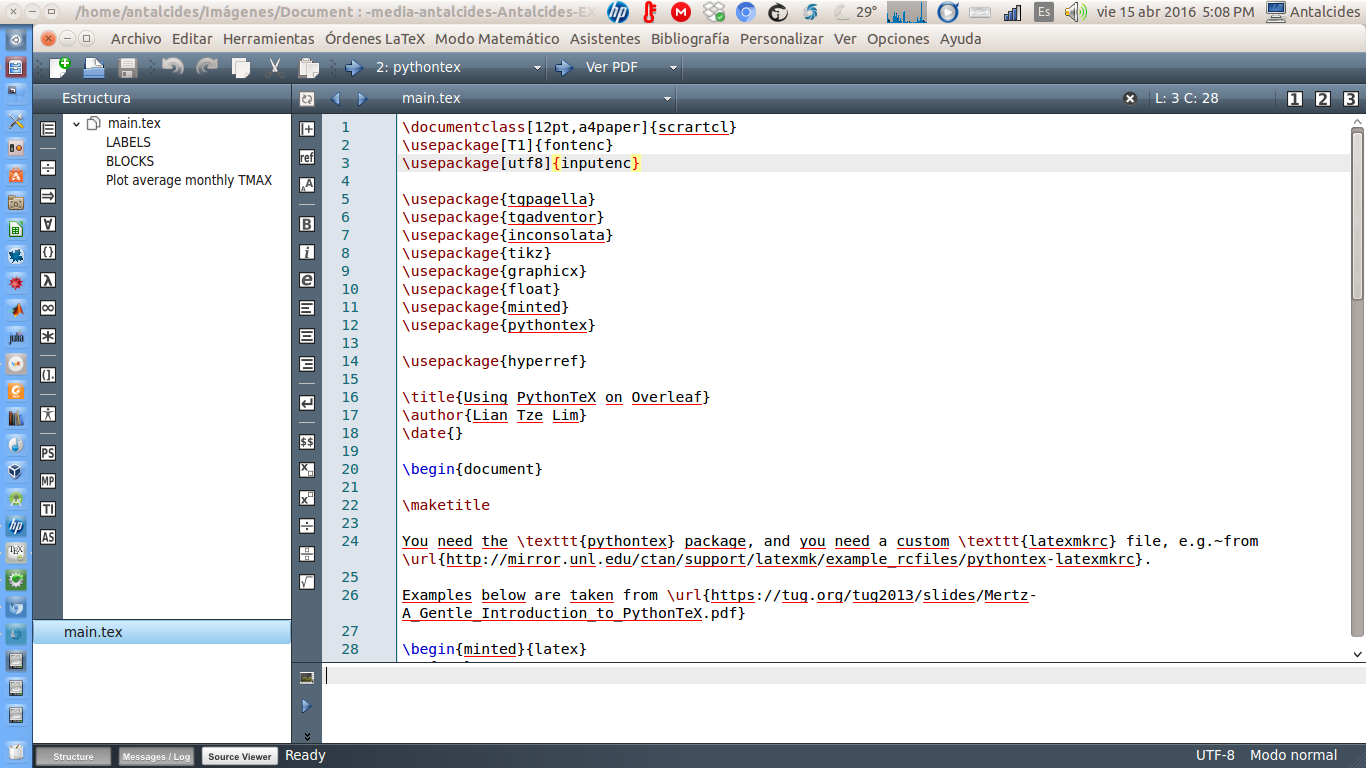 /home/antalcides/Imágenes/Document : -media-antalcides-Antalcides-EX
29°
Es
vie 15 abr 2016 5:08 PM
Antalcides
Archivo Editar Herramientas Órdenes LaTeX Modo Matemático Asistentes Bibliografía Personalizar Ver Opciones Ayuda
2: pythontex
Ver PDF
Estructura
main.tex
L: 3 C: 28
1 2 3
main.tex
LABELS
BLOCKS
Plot average monthly TMAX
1 \documentclass[12pt,a4paper]{scrartcl}
2 \usepackage[T1]{fontenc}
3 \usepackage[utf8]{inputenc}
4
5 \usepackage{tgpagella}
6 \usepackage{tgadventor}
7 \usepackage{inconsolata}
8 \usepackage{tikz}
9 \usepackage{graphicx}
10 \usepackage{float}
11 \usepackage{minted}
12 \usepackage{pythontex}
13
14 \usepackage{hyperref}
15
16 \title{Using PythonTeX on Overleaf}
17 \author{Lian Tze Lim}
18 \date{}
19
20 \begin{document}
21
22 \maketitle
23
24 You need the \texttt{pythontex} package, and you need a custom \texttt{latexmkrc} file, e.g.~from
\url{http://mirror.unl.edu/ctan/support/latexmk/example_rcfiles/pythontex-latexmkrc}.
25
26 Examples below are taken from \url{https://tug.org/tug2013/slides/Mertz-
A_Gentle_Introduction_to_PythonTeX.pdf}
27
28 \begin{minted}{latex}
main.tex
ref
B
i
e
$$
PS
MP
TI
AS
julia
hp
TEX
Structure
Messages / Log
Source Viewer
Ready
UTF-8
Modo normal